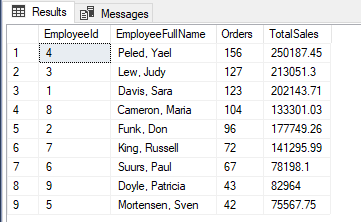 Results Messages
EmployeeId EmployeeFullName Orders TotalSales
1 4 Peled, Yael 156 250187.45
2 3 Lew, Judy 127 213051.3
3 1 Davis, Sara 123 202143.71
4 8 Cameron, Maria 104 133301.03
5 2 Funk, Don 96 177749.26
6 7 King, Russell 72 141295.99
7 6 Suurs, Paul 67 78198.1
8 9 Doyle, Patricia 43 82964
9 5 Mortensen, Sven 42 75567.75